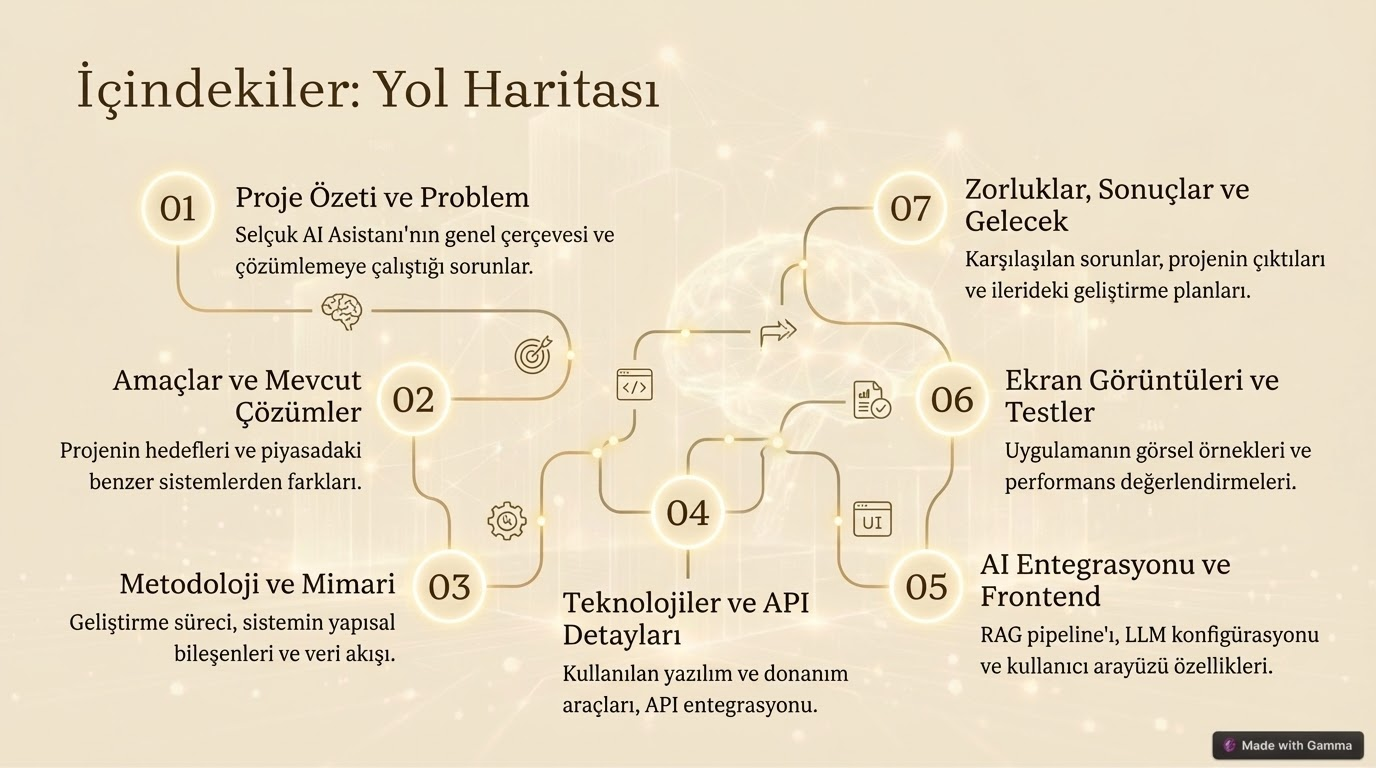 İçindekiler: Yol Haritası
01
Proje Özeti ve Problem
Selçuk AI Asistanı'nın genel çerçevesi ve
çözümlemeye çalıştığı sorunlar.
02
Amaçlar ve Mevcut
Çözümler
Projenin hedefleri ve piyasadaki
benzer sistemlerden farkları.
03
Metodoloji ve Mimari
Geliştirme süreci, sistemin yapısal
bileşenleri ve veri akışı.
</>
04
Teknolojiler ve API
Detayları
Kullanılan yazılım ve donanım
araçları, API entegrasyonu.
UI
05
AI Entegrasyonu ve
Frontend
RAG pipeline'ı, LLM konfigürasyonu
ve kullanıcı arayüzü özellikleri.
06
Ekran Görüntüleri ve
Testler
Uygulamanın görsel örnekleri ve
performans değerlendirmeleri.
07
Zorluklar, Sonuçlar ve
Gelecek
Karşılaşılan sorunlar, projenin çıktıları
ve ilerideki geliştirme planları.
Made with Gamma